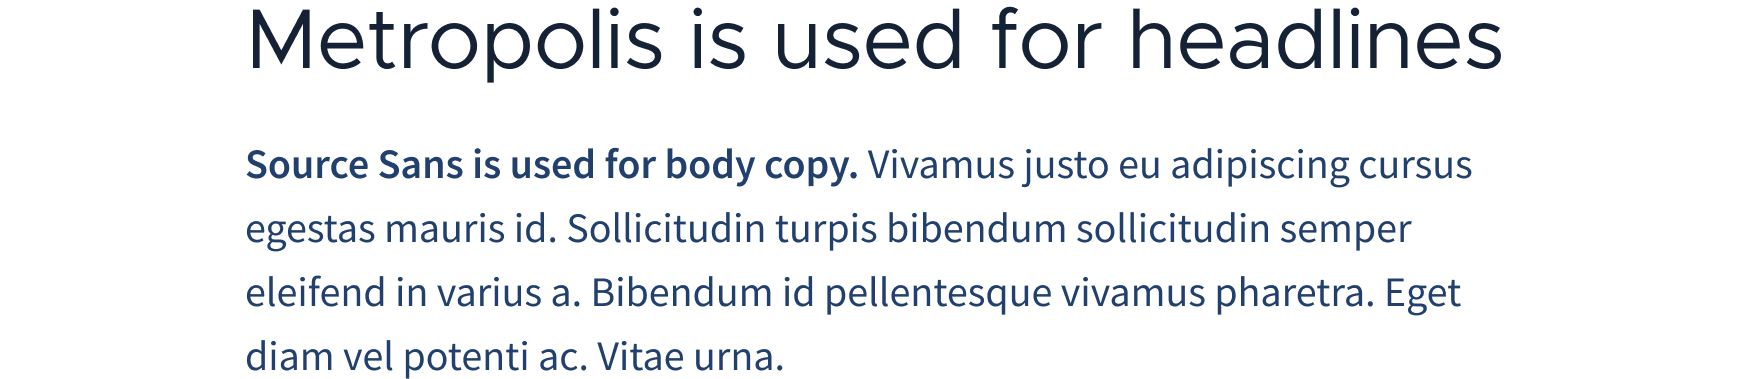 Metropolis is used for headlines
Source Sans is used for body copy. Vivamus justo eu adipiscing cursus
egestas mauris id. Sollicitudin turpis bibendum sollicitudin semper
eleifend in varius a. Bibendum id pellentesque vivamus pharetra. Eget
diam vel potenti ac. Vitae urna.